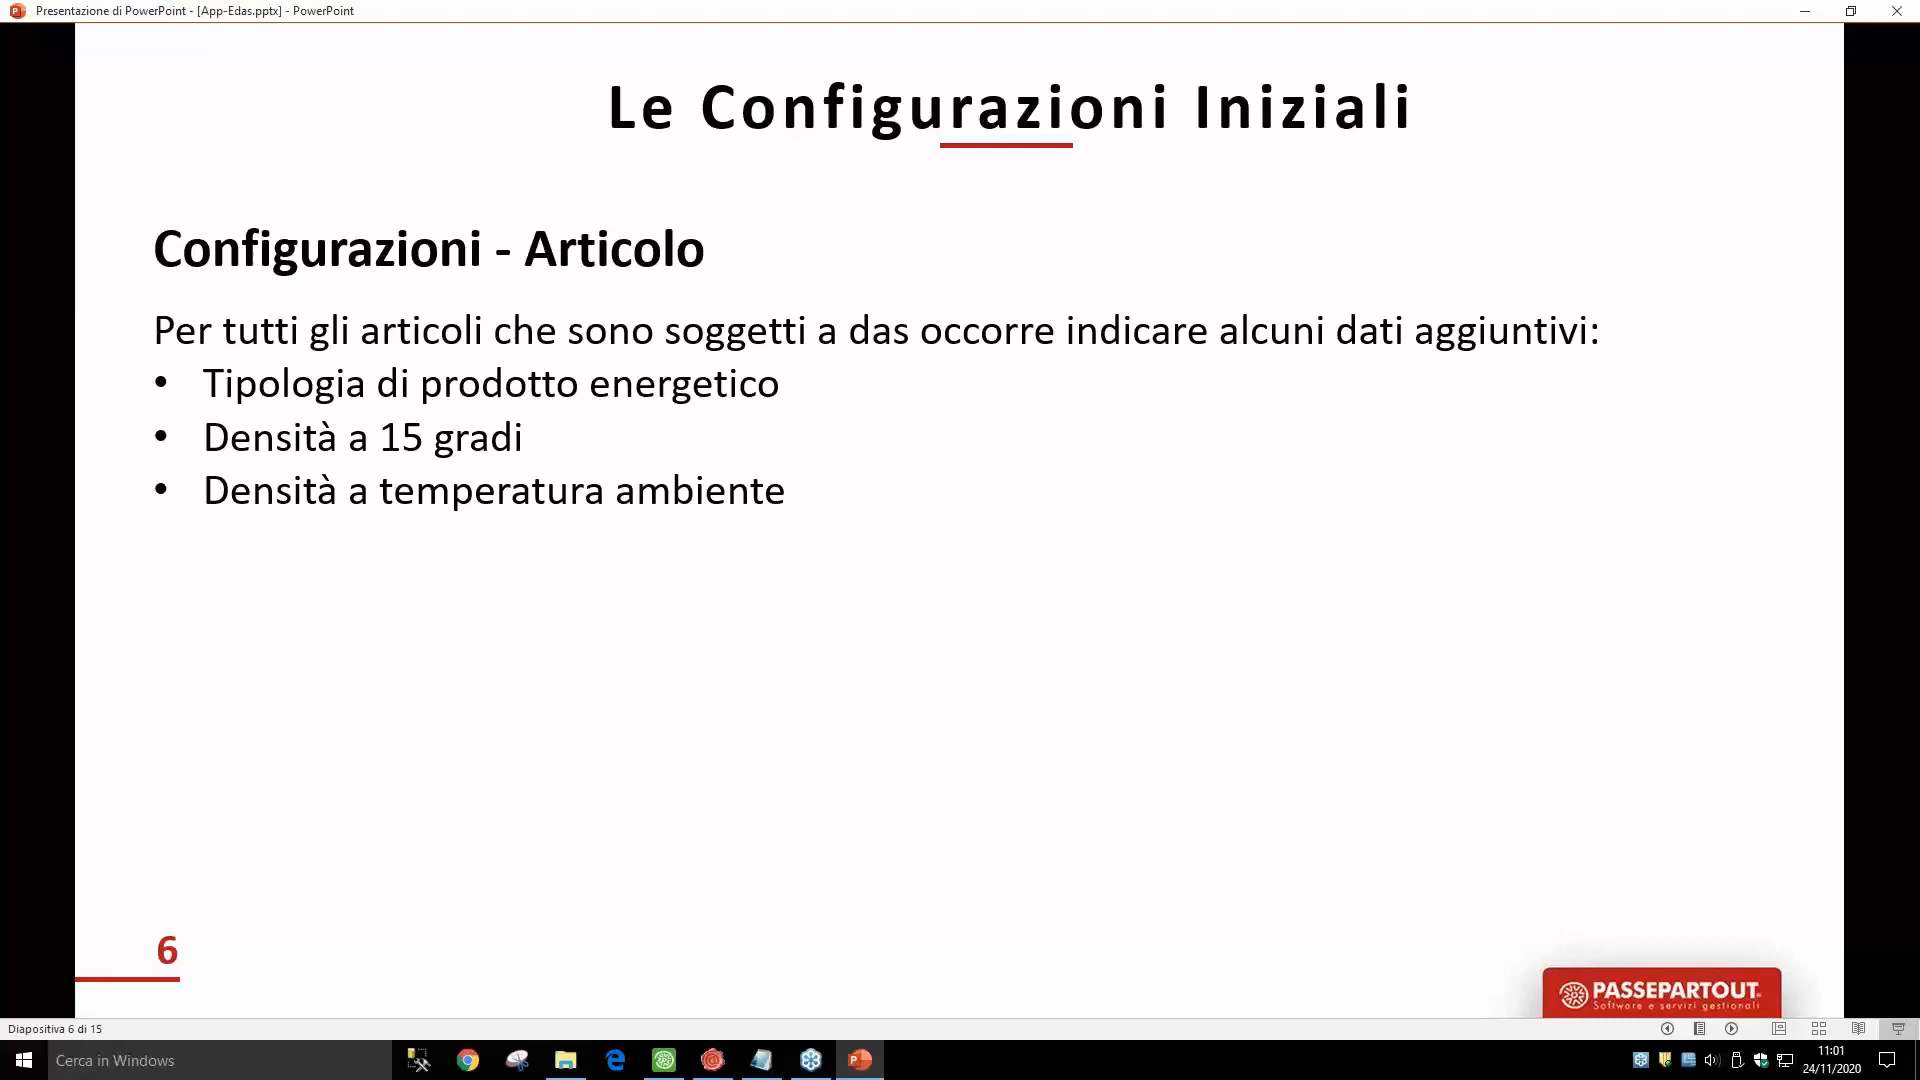 Presentazione di PowerPoint - [App-Edas.pptx] - PowerPoint
Le Configurazioni Iniziali
Configurazioni - Articolo
Per tutti gli articoli che sono soggetti a das occorre indicare alcuni dati aggiuntivi:
• Tipologia di prodotto energetico
• Densità a 15 gradi
• Densità a temperatura ambiente
6
PASSEPARTOUT
Software e servizi gestionali
Diapositiva 6 di 15
Cerca in Windows
11:01
24/11/2020